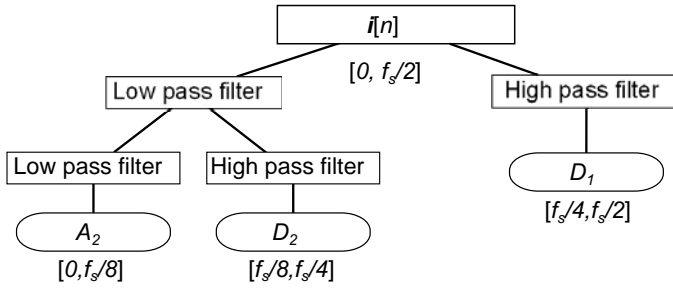 i[n]
[0, fs/2]
Low pass filter
High pass filter
Low pass filter
High pass filter
D1
[fs/4,fs/2]
A2
D2
[0,fs/8]
[fs/8,fs/4]